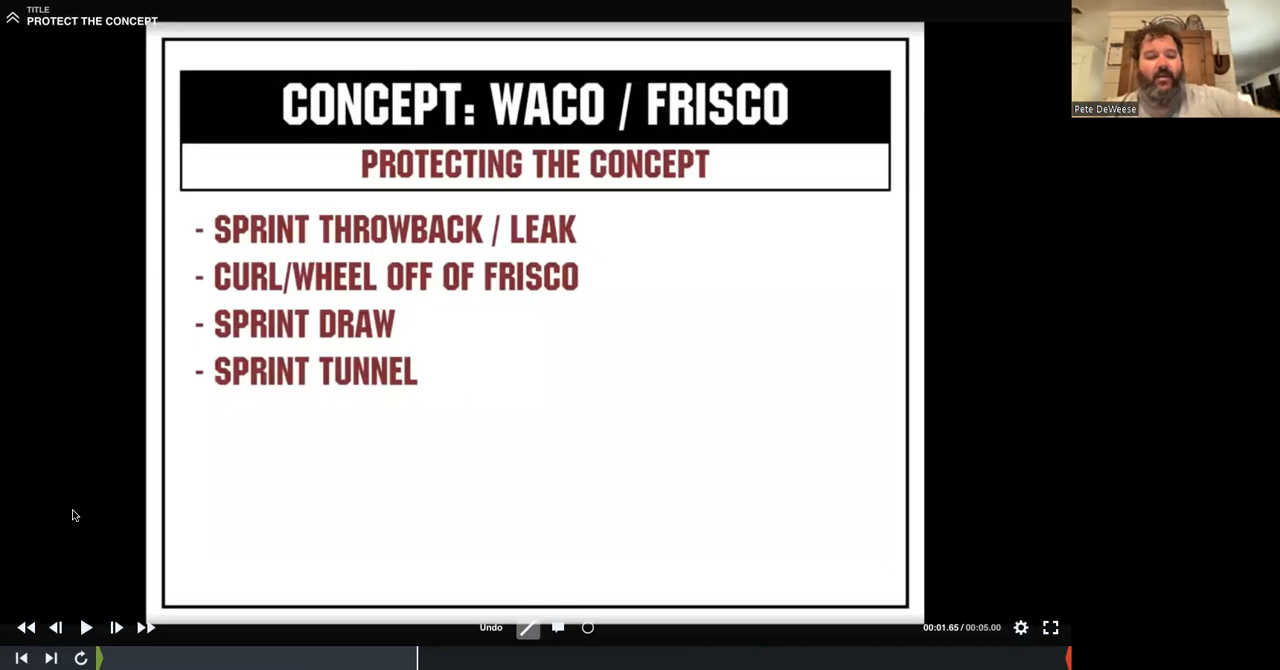 TITLE
PROTECT THE CONCEPT
Pete DeWeese
CONCEPT: WACO / FRISCO
PROTECTING THE CONCEPT
- SPRINT THROWBACK / LEAK
- CURL/WHEEL OFF OF FRISCO
- SPRINT DRAW
- SPRINT TUNNEL
Undo
00:01.65 / 00:05.00